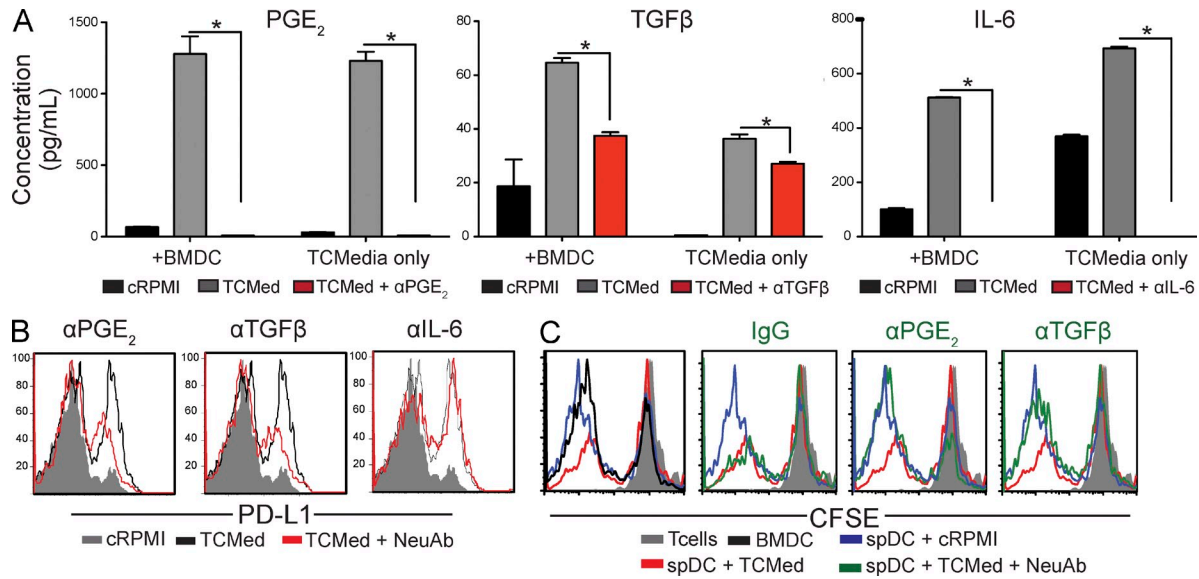 A
PGE2
TGFβ
IL-6
Concentration
(pg/mL)
1500
1000
500
0
80
60
40
20
0
800
600
400
200
0
* * * * * *
+BMDC TCMedia only
+BMDC TCMedia only
+BMDC TCMedia only
cRPMI TCMed TCMed + αPGE2
cRPMI TCMed TCMed + αTGFβ
cRPMI TCMed TCMed + αIL-6
B
αPGE2 αTGFβ αIL-6
100
80
60
40
20
100
80
60
40
20
100
80
60
40
20
PD-L1
cRPMI TCMed TCMed + NeuAb
C
IgG αPGE2 αTGFβ
CFSE
Tcells BMDC spDC + cRPMI
spDC + TCMed spDC + TCMed + NeuAb